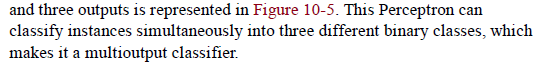 and three outputs is represented in Figure 10-5. This Perceptron can
classify instances simultaneously into three different binary classes, which
makes it a multioutput classifier.